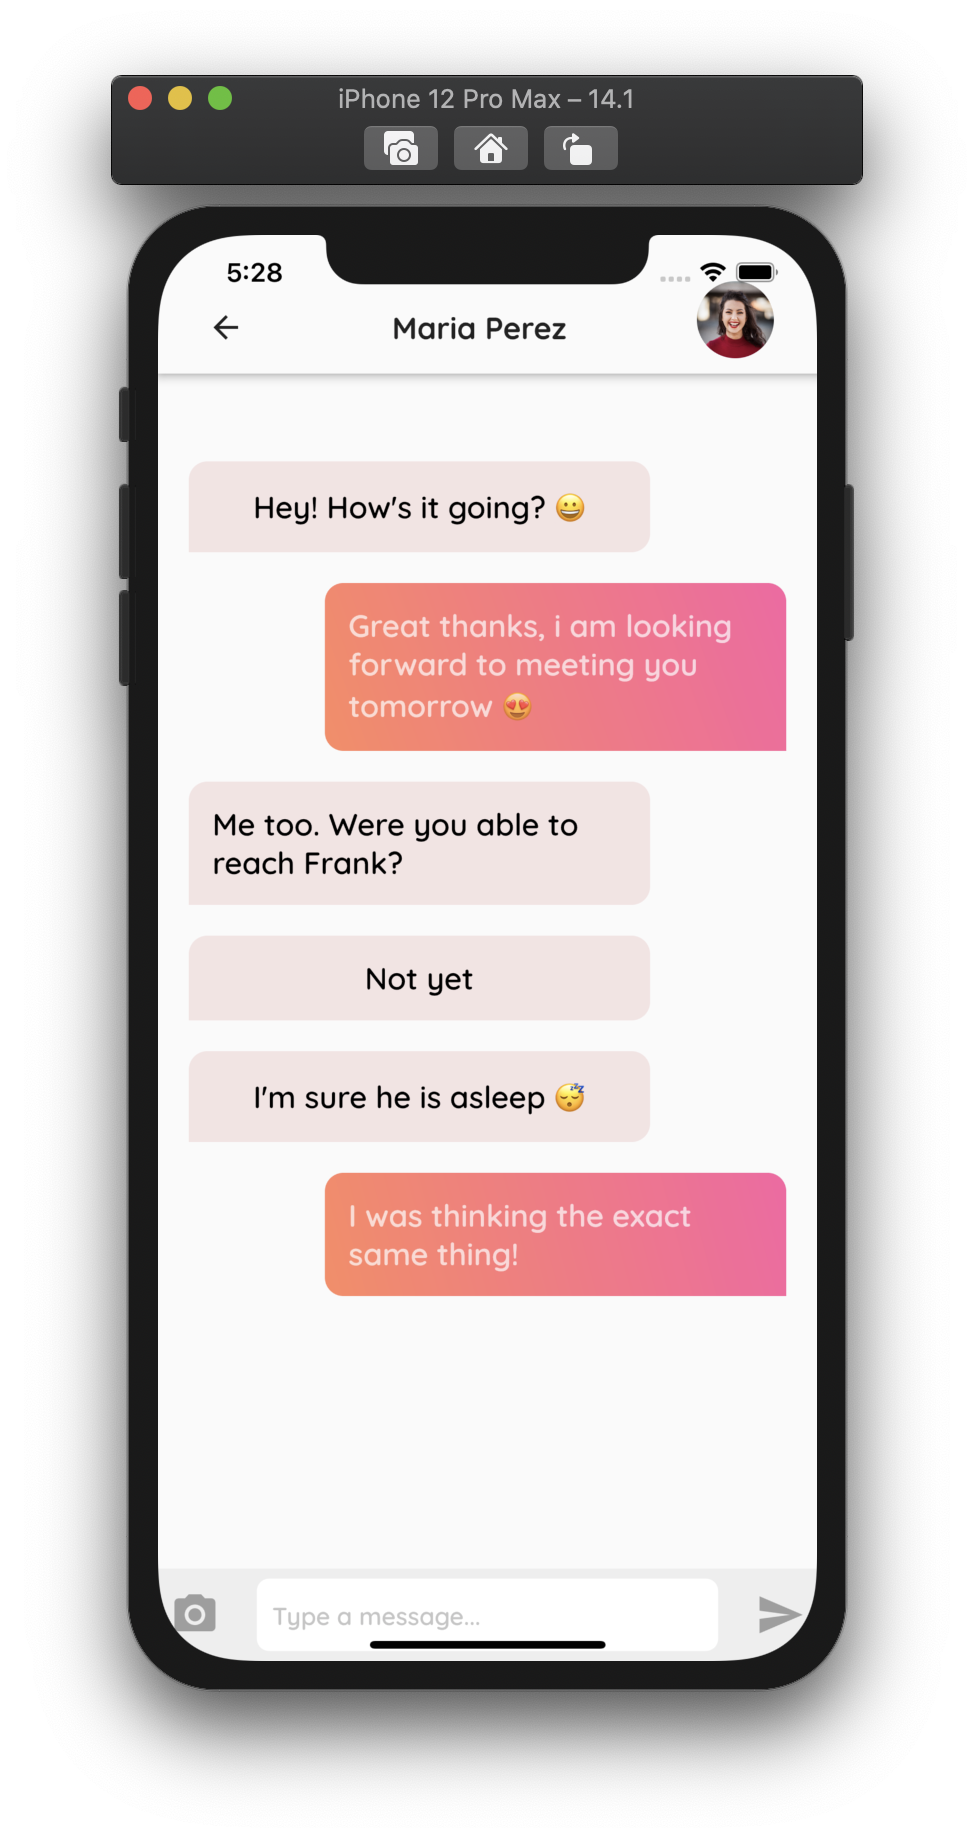 iPhone 12 Pro Max – 14.1
5:28
Maria Perez
Hey! How's it going? 😀
Great thanks, i am looking
forward to meeting you
tomorrow 😍
Me too. Were you able to
reach Frank?
Not yet
I'm sure he is asleep 😴
I was thinking the exact
same thing!
Type a message...